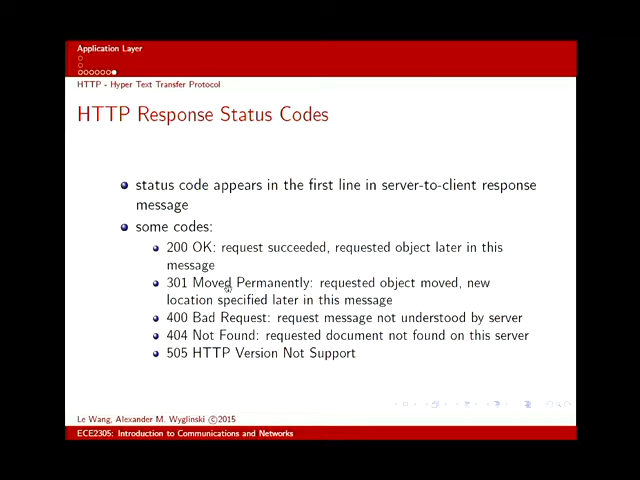 Application Layer
HTTP - Hyper Text Transfer Protocol
HTTP Response Status Codes
status code appears in the first line in server-to-client response
message
some codes:
200 OK: request succeeded, requested object later in this
message
301 Moved Permanently: requested object moved, new
location specified later in this message
400 Bad Request: request message not understood by server
404 Not Found: requested document not found on this server
505 HTTP Version Not Support
Le Wang, Alexander M. Wyglinski ©2015
ECE2305: Introduction to Communications and Networks